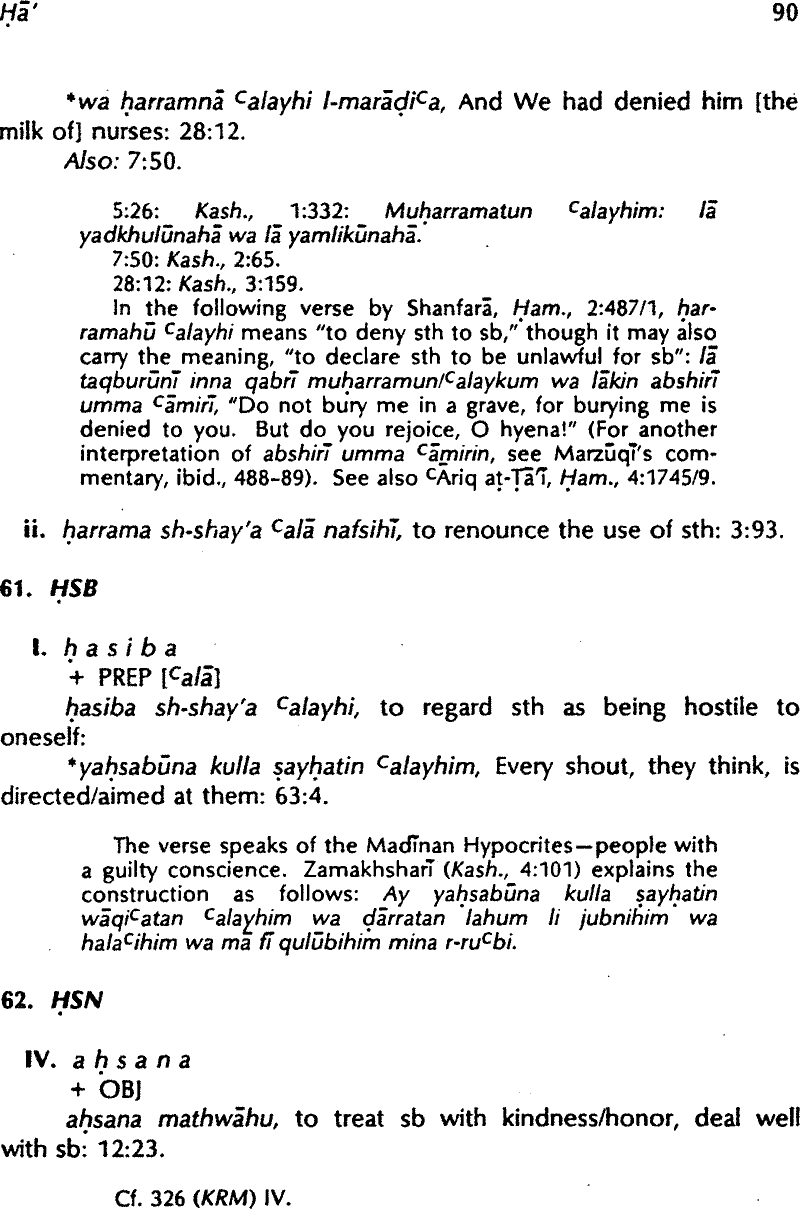 Ḥā' 90
*wa ḥarramnā ᶜalayhi l-marāḍiᶜa, And We had denied him [the
milk of] nurses: 28:12.
Also: 7:50.
5:26: Kash., 1:332: Muḥarramatun ᶜalayhim: lā
yadkhulūnahā wa lā yamlikūnahā.
7:50: Kash., 2:65.
28:12: Kash., 3:159.
In the following verse by Shanfarā, Ḥam., 2:487/1, ḥar-
ramahū ᶜalayhi means "to deny sth to sb," though it may also
carry the meaning, "to declare sth to be unlawful for sb": lā
taqburūnī inna qabrī muḥarramun/ᶜalaykum wa lākin abshirī
umma ᶜāmirī, "Do not bury me in a grave, for burying me is
denied to you. But do you rejoice, O hyena!" (For another
interpretation of abshirī umma ᶜāmirin, see Marzūqī's com-
mentary, ibid., 488-89). See also ᶜĀriq aṭ-Ṭā'ī, Ḥam., 4:1745/9.
ii. ḥarrama sh-shay'a ᶜalā nafsihī, to renounce the use of sth: 3:93.
61. ḤSB
I. ḥ a s i b a
+ PREP [ᶜalā]
ḥasiba sh-shay'a ᶜalayhi, to regard sth as being hostile to
oneself:
*yaḥsabūna kulla ṣayḥatin ᶜalayhim, Every shout, they think, is
directed/aimed at them: 63:4.
The verse speaks of the Madīnan Hypocrites—people with
a guilty conscience. Zamakhsharī (Kash., 4:101) explains the
construction as follows: Ay yaḥsabūna kulla ṣayḥatin
wāqiᶜatan ᶜalayhim wa ḍārratan lahum li jubnihim wa
halaᶜihim wa mā fī qulūbihim mina r-ruᶜbi.
62. ḤSN
IV. a ḥ s a n a
+ OBJ
aḥsana mathwāhu, to treat sb with kindness/honor, deal well
with sb: 12:23.
Cf. 326 (KRM) IV.